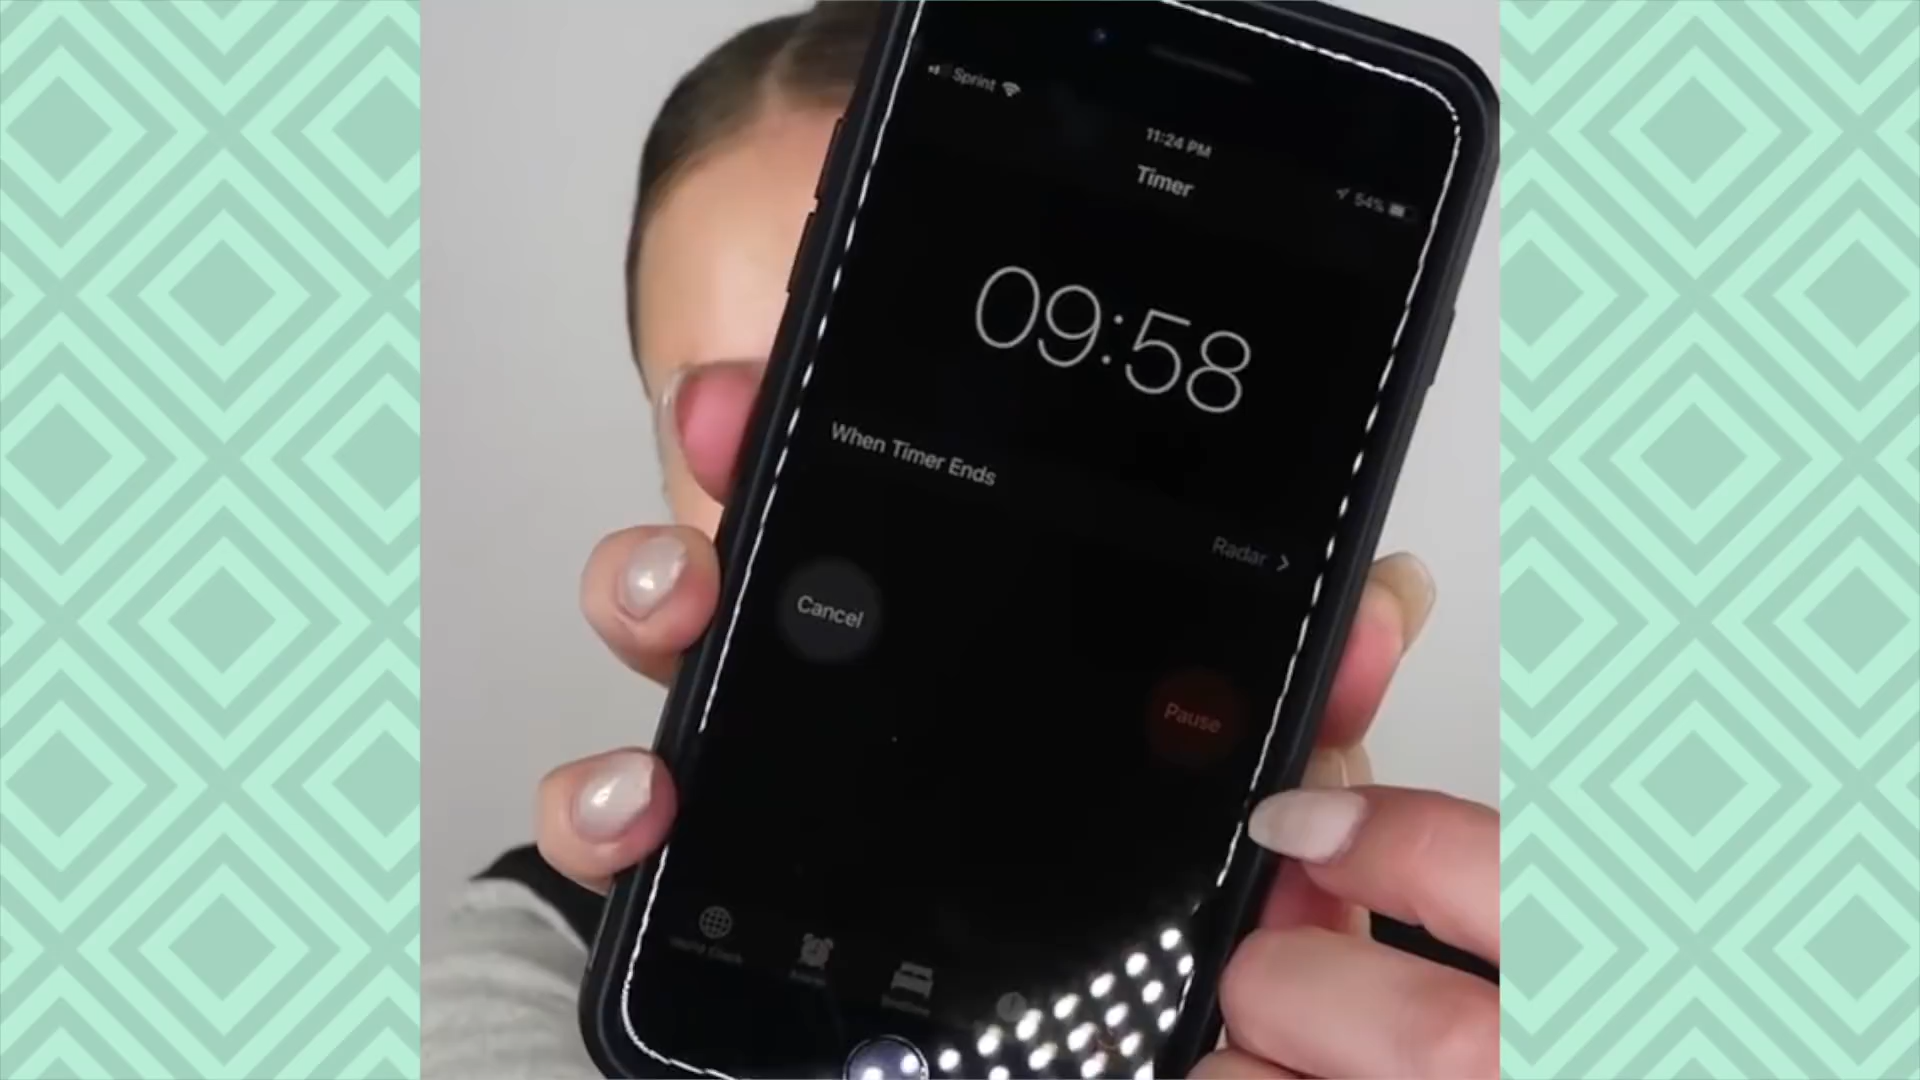 Sprint
11:24 PM
54%
Timer
09:58
When Timer Ends
Radar >
Cancel
Pause